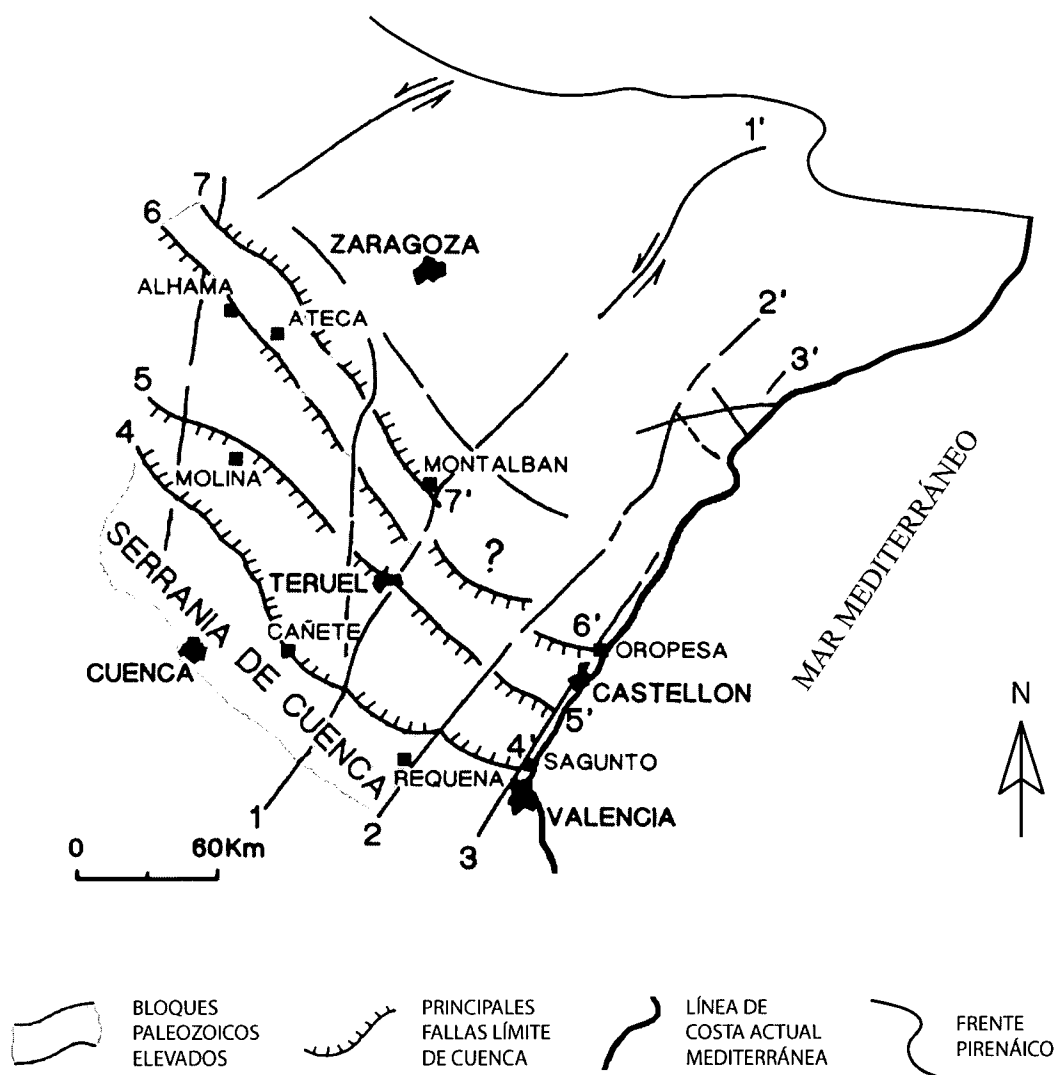 1'
7
6
ZARAGOZA
ALHAMA
ATECA
2'
3'
5
4
MOLINA
MONTALBAN
7'
MAR MEDITERRÁNEO
?
TERUEL
SERRANIA DE CUENCA
CAÑETE
6'
OROPESA
CUENCA
CASTELLON
5'
N
4'
SAGUNTO
REQUENA
VALENCIA
1
2
3
0 60Km
BLOQUES
PALEOZOICOS
ELEVADOS
PRINCIPALES
FALLAS LÍMITE
DE CUENCA
LÍNEA DE
COSTA ACTUAL
MEDITERRÁNEA
FRENTE
PIRENÁICO